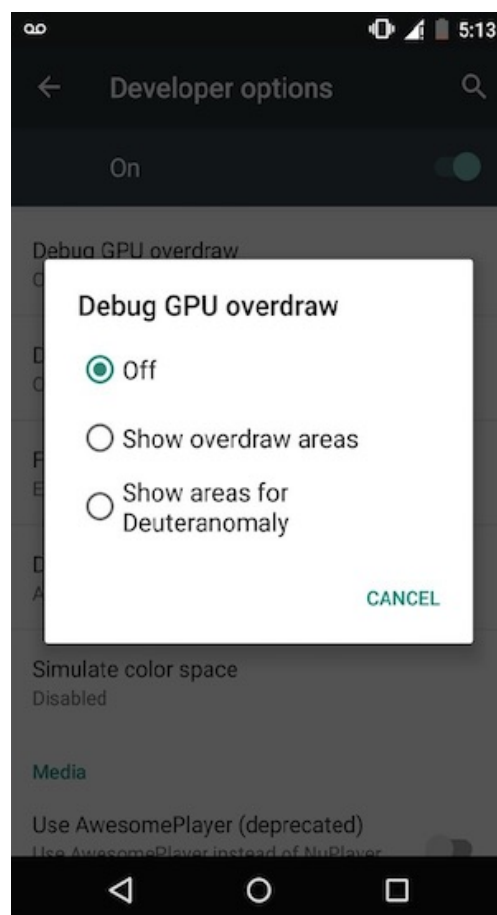 5:13
Developer options
On
Debug GPU overdraw
Debug GPU overdraw
Off
Show overdraw areas
Show areas for
Deuteranomaly
CANCEL
Simulate color space
Disabled
Media
Use AwesomePlayer (deprecated)
Use AwesomePlayer instead of NuPlayer